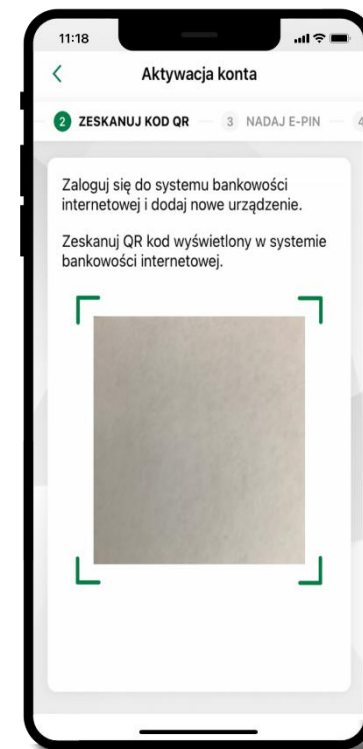 11:18
Aktywacja konta
2 ZESKANUJ KOD QR 3 NADAJ E-PIN 4
Zaloguj się do systemu bankowości
internetowej i dodaj nowe urządzenie.
Zeskanuj QR kod wyświetlony w systemie
bankowości internetowej.